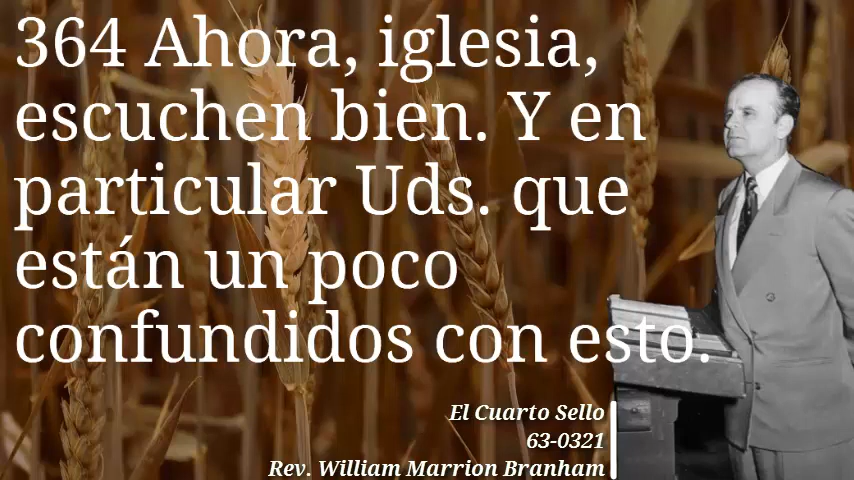 364 Ahora, iglesia,
escuchen bien. Y en
particular Uds. que
están un poco
confundidos con esto.
El Cuarto Sello
63-0321
Rev. William Marrion Branham